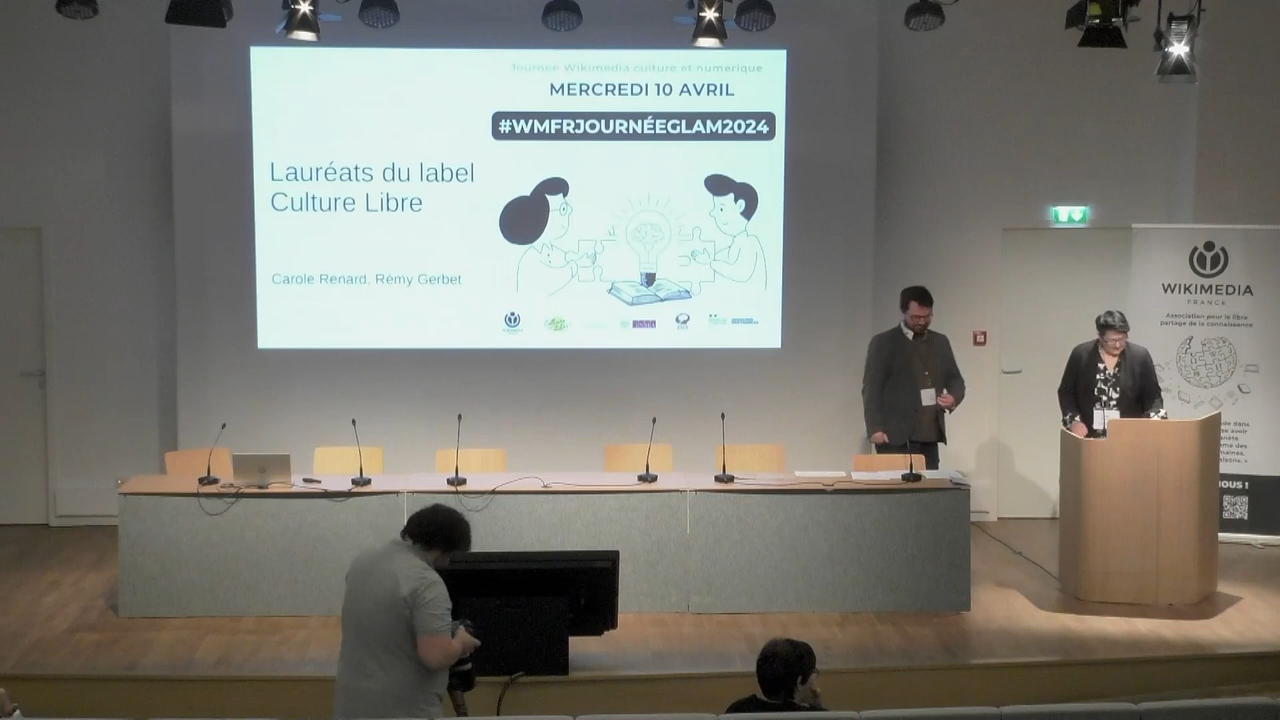 Journée Wikimedia culture et numérique
MERCREDI 10 AVRIL
#WMFRJOURNÉEGLAM2024
Lauréats du label
Culture Libre
Carole Renard, Rémy Gerbet
WIKIMEDIA
FRANCE
Association pour le libre
partage de la connaissance